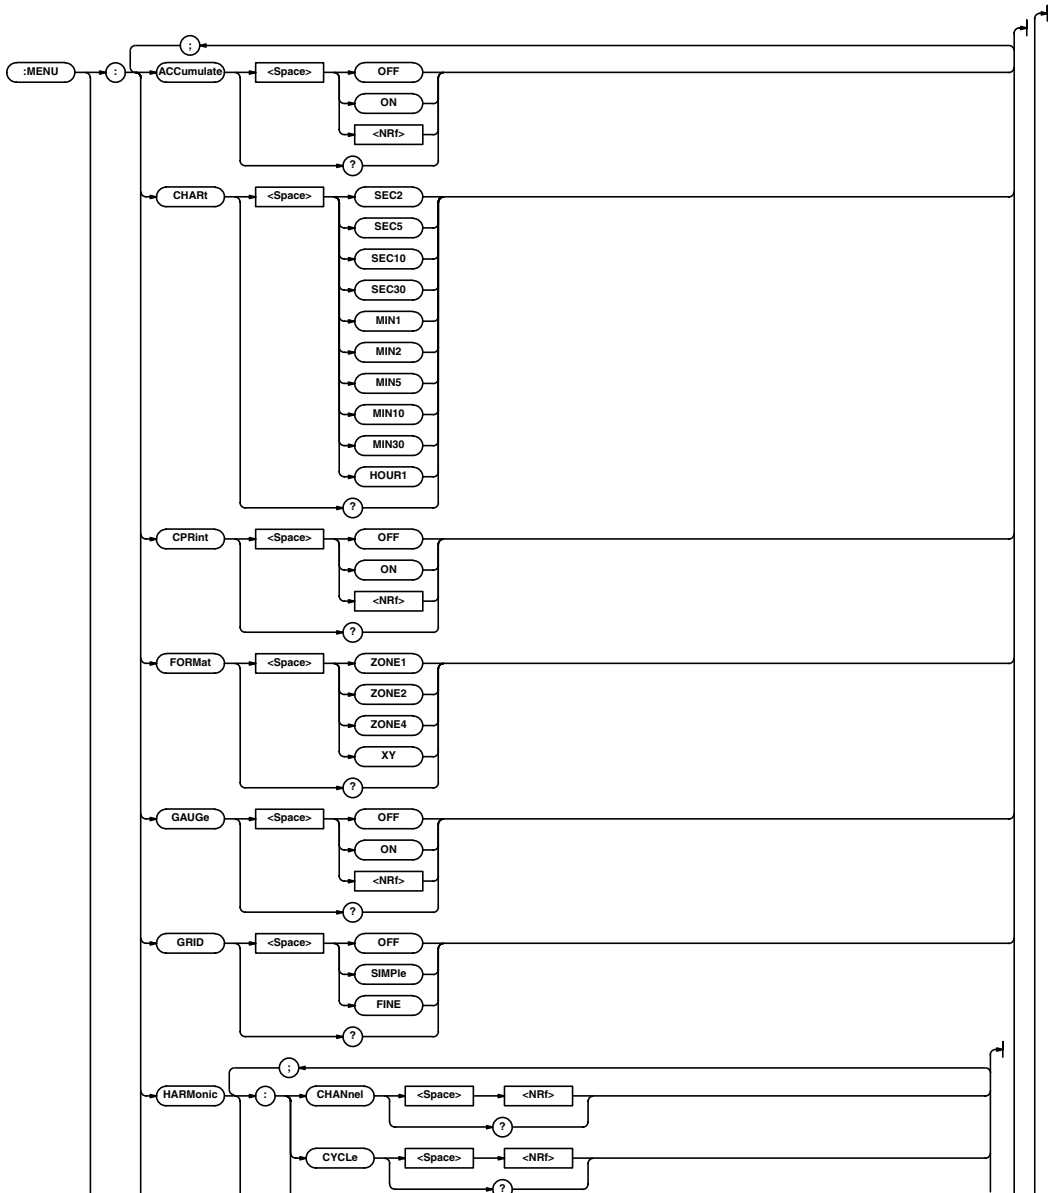 ;
:MENU : ACCumulate <Space> OFF
ON
<NRf>
?
CHARt <Space> SEC2
SEC5
SEC10
SEC30
MIN1
MIN2
MIN5
MIN10
MIN30
HOUR1
?
CPRint <Space> OFF
ON
<NRf>
?
FORMat <Space> ZONE1
ZONE2
ZONE4
XY
?
GAUGe <Space> OFF
ON
<NRf>
?
GRID <Space> OFF
SIMPle
FINE
?
;
HARMonic : CHANnel <Space> <NRf>
?
CYCLe <Space> <NRf>
?